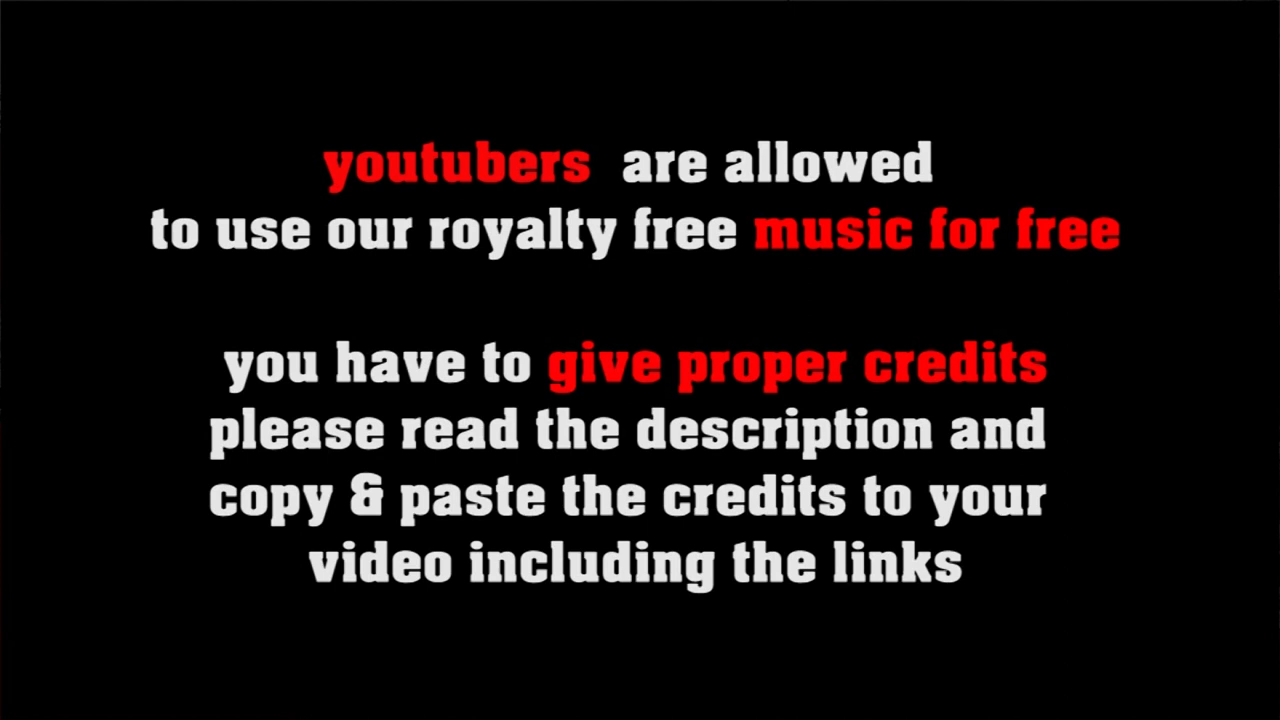 youtubers are allowed
to use our royalty free music for free
you have to give proper credits
please read the description and
copy & paste the credits to your
video including the links